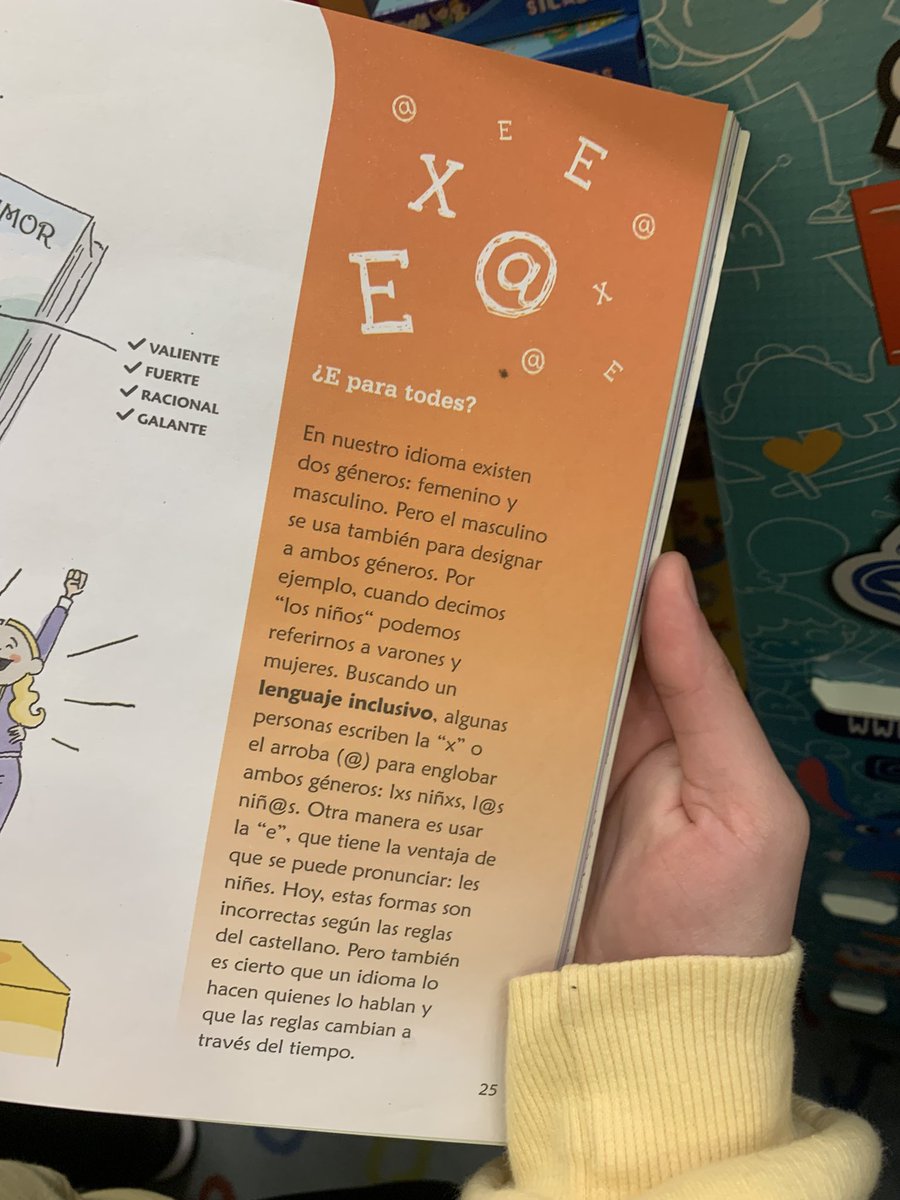 @
E
E
X
@
E
@
X
@
E
MOR
✓ VALIENTE
✓ FUERTE
✓ RACIONAL
✓ GALANTE
¿E para todes?
En nuestro idioma existen
dos géneros: femenino y
masculino. Pero el masculino
se usa también para designar
a ambos géneros. Por
ejemplo, cuando decimos
“los niños“ podemos
referirnos a varones y
mujeres. Buscando un
lenguaje inclusivo, algunas
personas escriben la “x” o
el arroba (@) para englobar
ambos géneros: lxs niñxs, l@s
niñ@s. Otra manera es usar
la “e”, que tiene la ventaja de
que se puede pronunciar: les
niñes. Hoy, estas formas son
incorrectas según las reglas
del castellano. Pero también
es cierto que un idioma lo
hacen quienes lo hablan y
que las reglas cambian a
través del tiempo.
25
WW